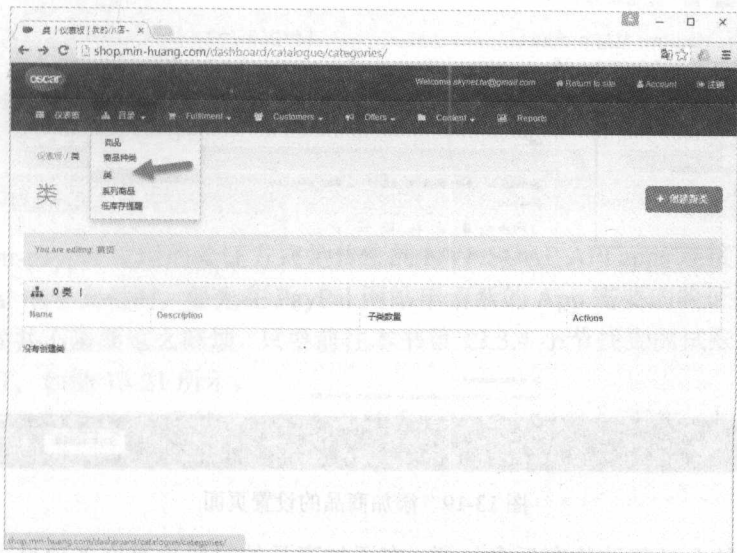 类 | 仪表板 | 我的小店-
shop.min-huang.com/dashboard/catalogue/categories/
oscar
Welcome skynet.tw@gmail.com Return to site Account 注销
仪表板 目录 Fulfilment Customers Offers Content Reports
商品
商品种类
类
系列商品
低库存提醒
仪表板 / 类
类
+ 创建新类
You are editing: 首页
0 类
Name Description 子类数量 Actions
没有创建类
图 13-19 添加商品的设置页面
shop.min-huang.com/dashboard/catalogue/categories/